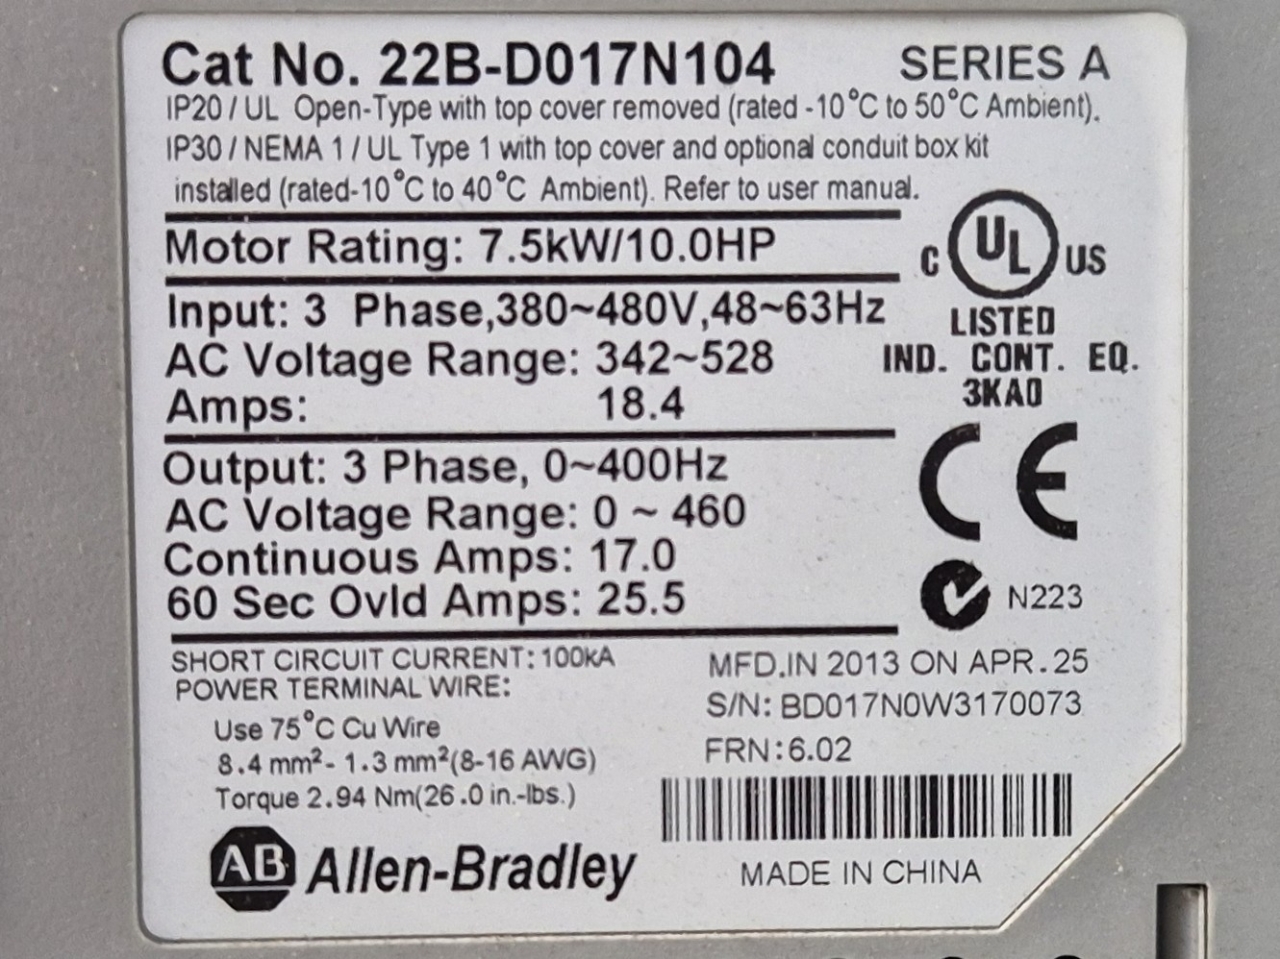 Cat No. 22B-D017N104 SERIES A
IP20 / UL Open-Type with top cover removed (rated -10°C to 50°C Ambient).
IP30 / NEMA 1 / UL Type 1 with top cover and optional conduit box kit
installed (rated-10°C to 40°C Ambient). Refer to user manual.
Motor Rating: 7.5kW/10.0HP
C UL US
LISTED
IND. CONT. EQ.
3KA0
Input: 3 Phase,380~480V,48~63Hz
AC Voltage Range: 342~528
Amps: 18.4
Output: 3 Phase, 0~400Hz
AC Voltage Range: 0 ~ 460
Continuous Amps: 17.0
60 Sec Ovld Amps: 25.5
CE
N223
SHORT CIRCUIT CURRENT: 100kA
POWER TERMINAL WIRE:
Use 75°C Cu Wire
8.4 mm²- 1.3 mm²(8-16 AWG)
Torque 2.94 Nm(26.0 in.-lbs.)
MFD.IN 2013 ON APR.25
S/N: BD017N0W3170073
FRN:6.02
AB Allen-Bradley
MADE IN CHINA